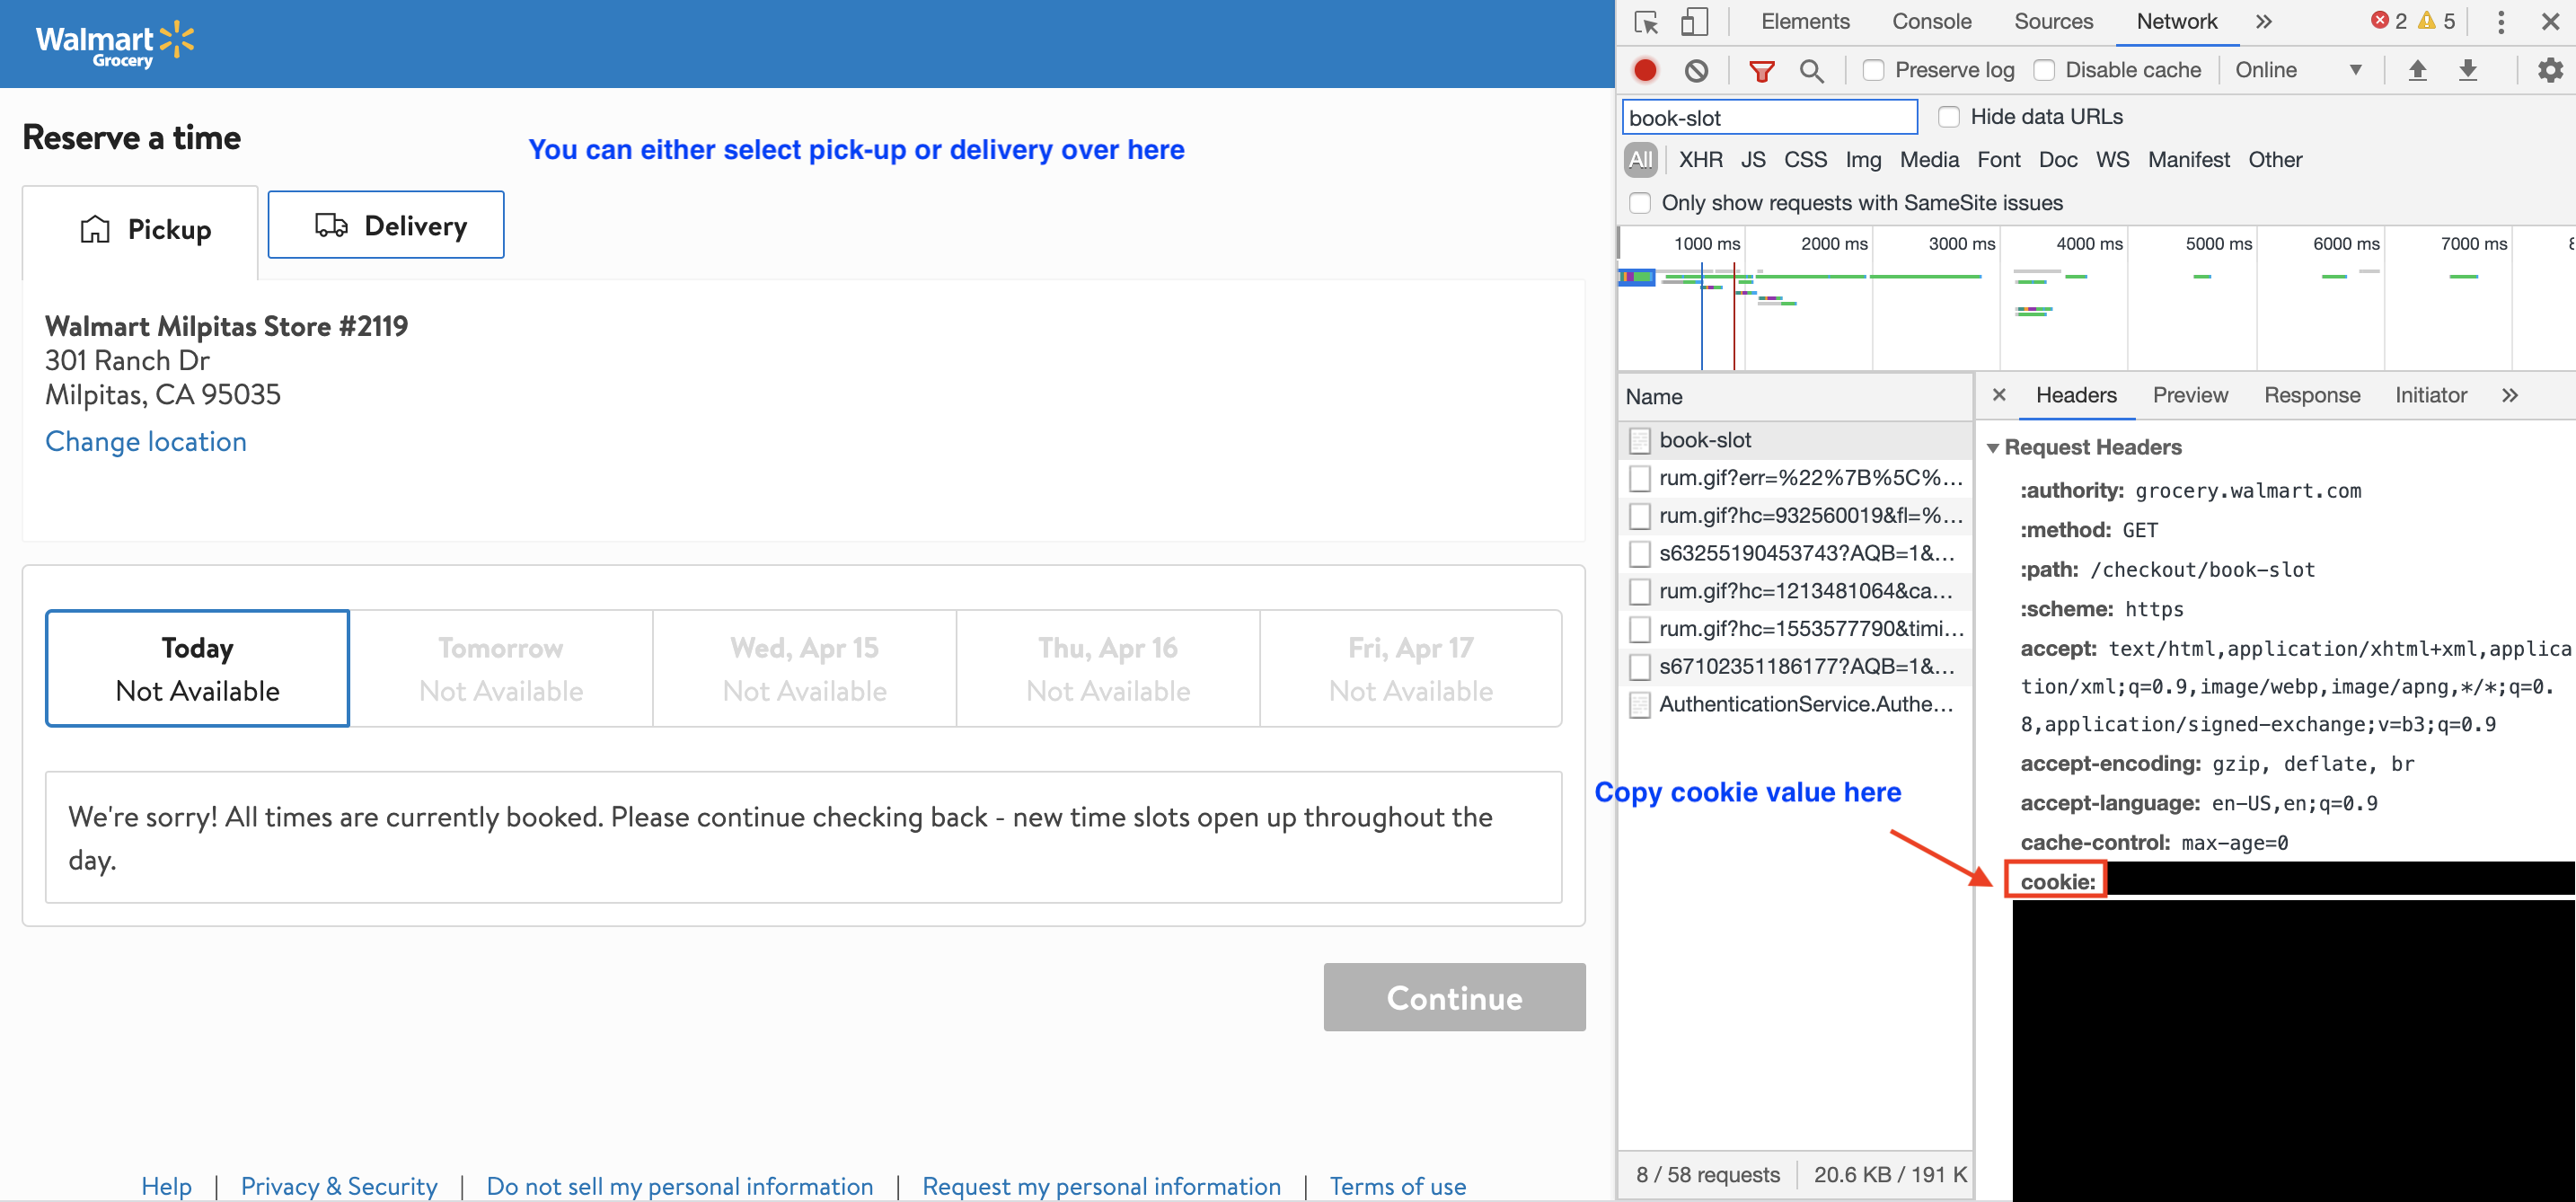 Walmart
Grocery
Reserve a time
You can either select pick-up or delivery over here
Pickup
Delivery
Walmart Milpitas Store #2119
301 Ranch Dr
Milpitas, CA 95035
Change location
Today
Not Available
Tomorrow
Not Available
Wed, Apr 15
Not Available
Thu, Apr 16
Not Available
Fri, Apr 17
Not Available
We're sorry! All times are currently booked. Please continue checking back - new time slots open up throughout the
day.
Continue
Help | Privacy & Security | Do not sell my personal information | Request my personal information | Terms of use
Elements Console Sources Network » 2 5
Preserve log Disable cache Online
book-slot
Hide data URLs
All XHR JS CSS Img Media Font Doc WS Manifest Other
Only show requests with SameSite issues
1000 ms 2000 ms 3000 ms 4000 ms 5000 ms 6000 ms 7000 ms
Name
book-slot
rum.gif?err=%22%7B%5C%...
rum.gif?hc=932560019&fl=%...
s63255190453743?AQB=1&...
rum.gif?hc=1213481064&ca...
rum.gif?hc=1553577790&timi...
s67102351186177?AQB=1&...
AuthenticationService.Authe...
Copy cookie value here
8 / 58 requests 20.6 KB / 191 K
Headers Preview Response Initiator »
Request Headers
:authority: grocery.walmart.com
:method: GET
:path: /checkout/book-slot
:scheme: https
accept: text/html,application/xhtml+xml,applica
tion/xml;q=0.9,image/webp,image/apng,*/*;q=0.
8,application/signed-exchange;v=b3;q=0.9
accept-encoding: gzip, deflate, br
accept-language: en-US,en;q=0.9
cache-control: max-age=0
cookie: